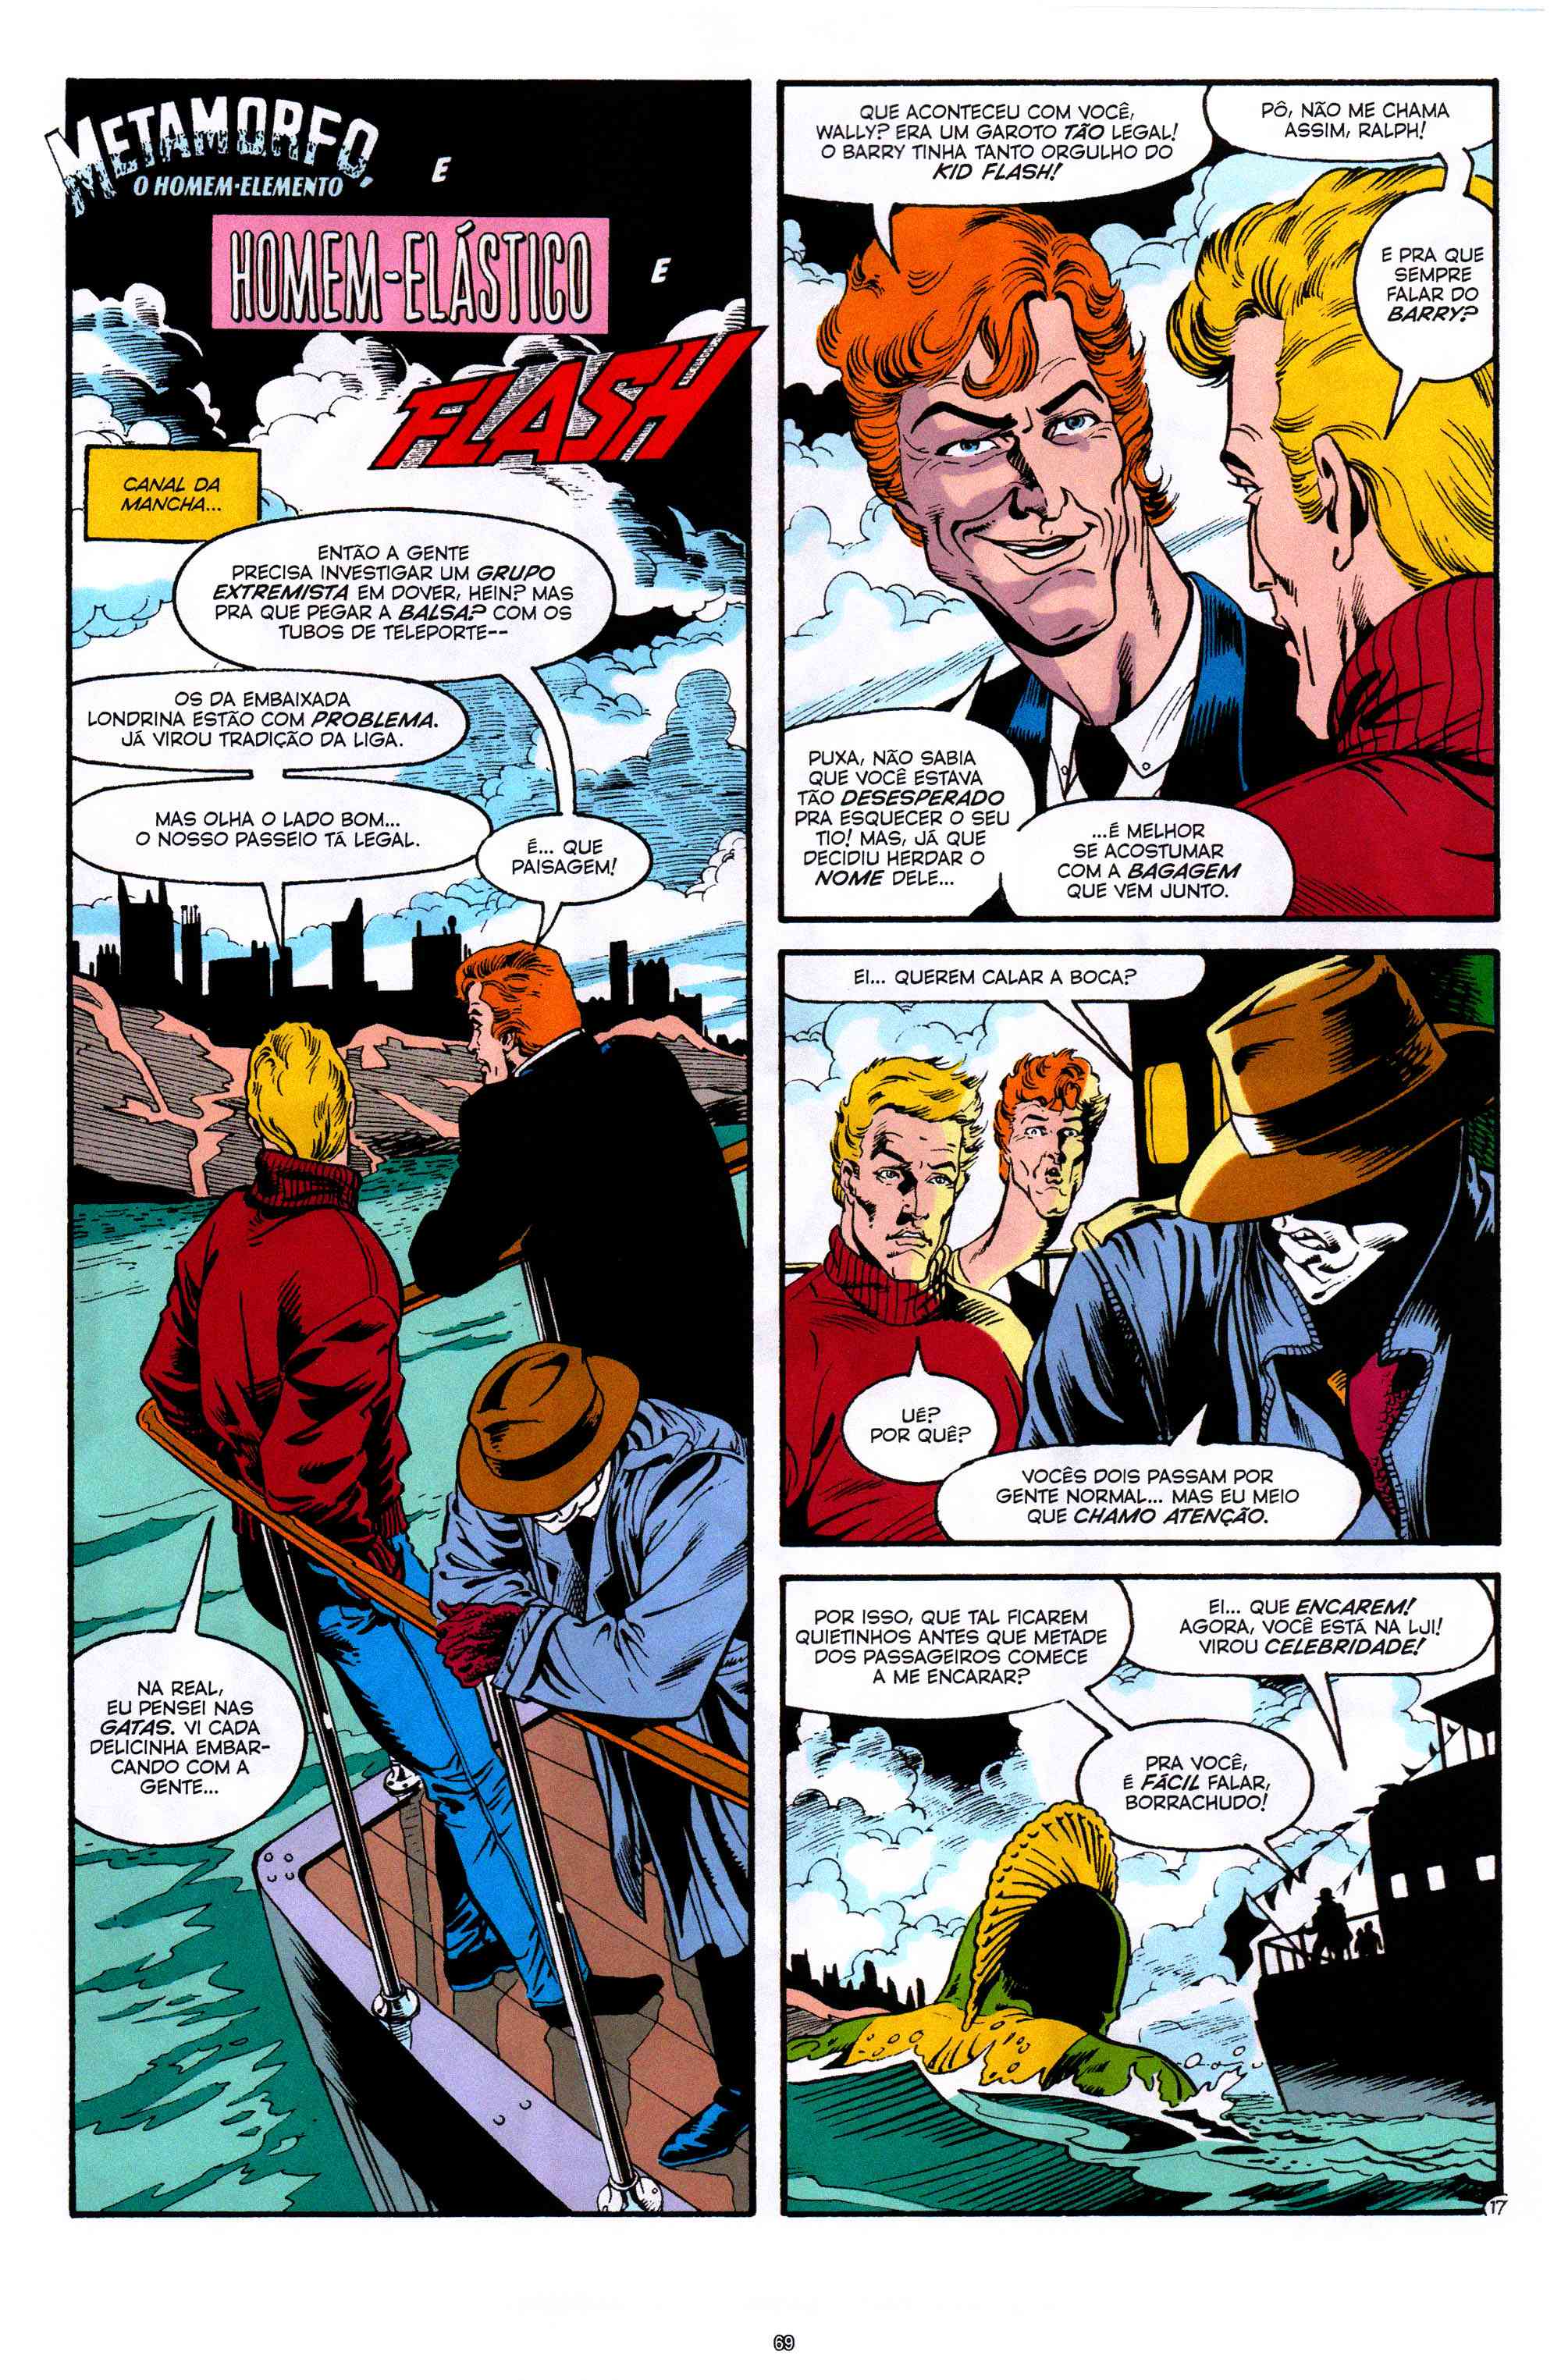 METAMORFO,
O HOMEM-ELEMENTO
E
HOMEM-ELÁSTICO
E
FLASH
CANAL DA
MANCHA...
ENTÃO A GENTE
PRECISA INVESTIGAR UM GRUPO
EXTREMISTA EM DOVER, HEIN? MAS
PRA QUE PEGAR A BALSA? COM OS
TUBOS DE TELEPORTE--
OS DA EMBAIXADA
LONDRINA ESTÃO COM PROBLEMA.
JÁ VIROU TRADIÇÃO DA LIGA.
MAS OLHA O LADO BOM...
O NOSSO PASSEIO TÁ LEGAL.
É... QUE
PAISAGEM!
NA REAL,
EU PENSEI NAS
GATAS. VI CADA
DELICINHA EMBAR-
CANDO COM A
GENTE...
QUE ACONTECEU COM VOCÊ,
WALLY? ERA UM GAROTO TÃO LEGAL!
O BARRY TINHA TANTO ORGULHO DO
KID FLASH!
PÔ, NÃO ME CHAMA
ASSIM, RALPH!
E PRA QUE
SEMPRE
FALAR DO
BARRY?
PUXA, NÃO SABIA
QUE VOCÊ ESTAVA
TÃO DESESPERADO
PRA ESQUECER O SEU
TIO! MAS, JÁ QUE
DECIDIU HERDAR O
NOME DELE...
...É MELHOR
SE ACOSTUMAR
COM A BAGAGEM
QUE VEM JUNTO.
EI... QUEREM CALAR A BOCA?
UÉ?
POR QUÊ?
VOCÊS DOIS PASSAM POR
GENTE NORMAL... MAS EU MEIO
QUE CHAMO ATENÇÃO.
POR ISSO, QUE TAL FICAREM
QUIETINHOS ANTES QUE METADE
DOS PASSAGEIROS COMECE
A ME ENCARAR?
EI... QUE ENCAREM!
AGORA, VOCÊ ESTÁ NA LJI!
VIROU CELEBRIDADE!
PRA VOCÊ,
É FÁCIL FALAR,
BORRACHUDO!
17
69